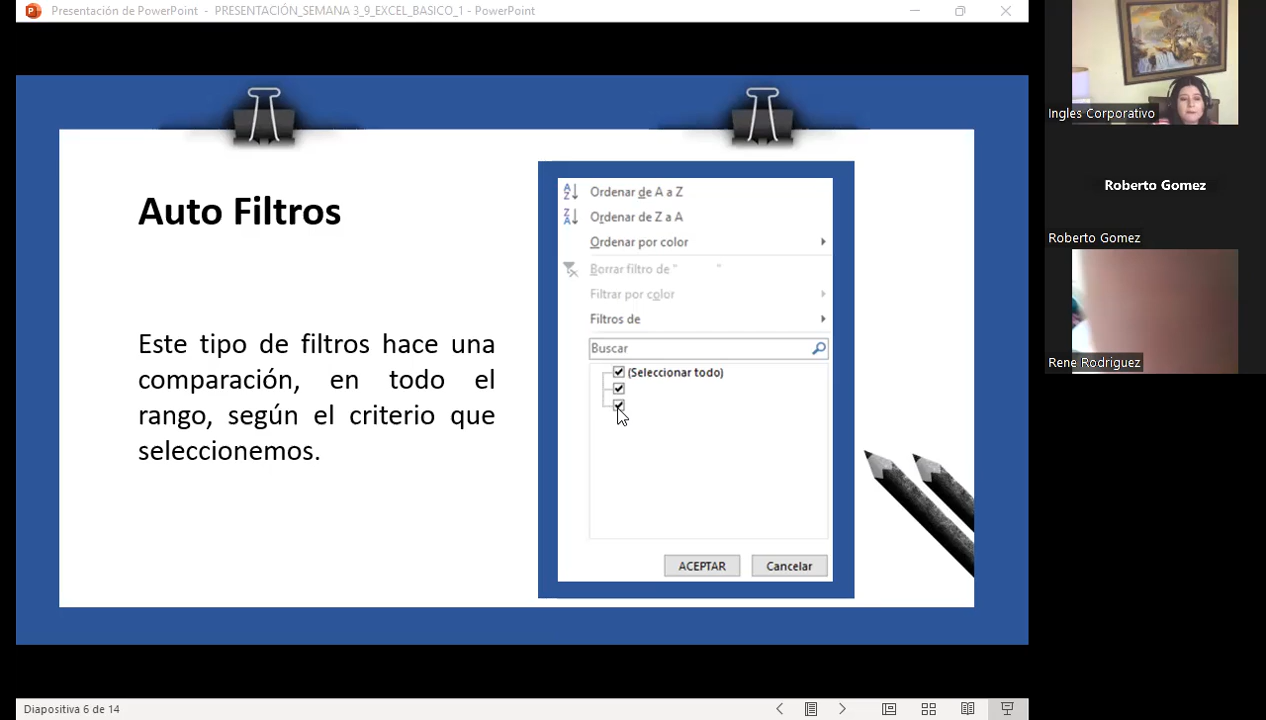 Presentación de PowerPoint - PRESENTACIÓN_SEMANA 3_9_EXCEL_BASICO_1 - PowerPoint
Auto Filtros
Este tipo de filtros hace una
comparación, en todo el
rango, según el criterio que
seleccionemos.
A
Z
Ordenar de A a Z
Z
A
Ordenar de Z a A
Ordenar por color
Borrar filtro de " "
Filtrar por color
Filtros de
Buscar
(Seleccionar todo)
ACEPTAR Cancelar
Ingles Corporativo
Roberto Gomez
Roberto Gomez
Rene Rodriguez
Diapositiva 6 de 14